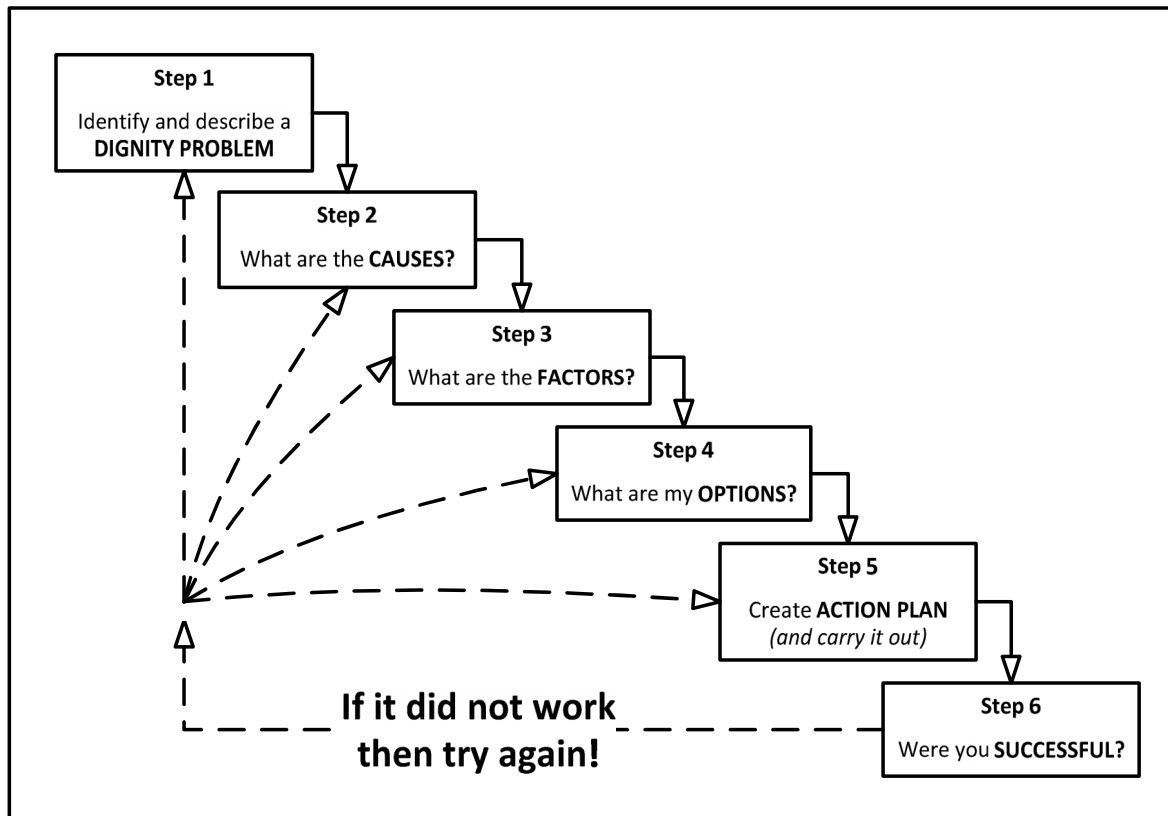 Step 1
Identify and describe a
DIGNITY PROBLEM
Step 2
What are the CAUSES?
Step 3
What are the FACTORS?
Step 4
What are my OPTIONS?
Step 5
Create ACTION PLAN
(and carry it out)
Step 6
Were you SUCCESSFUL?
If it did not work
then try again!